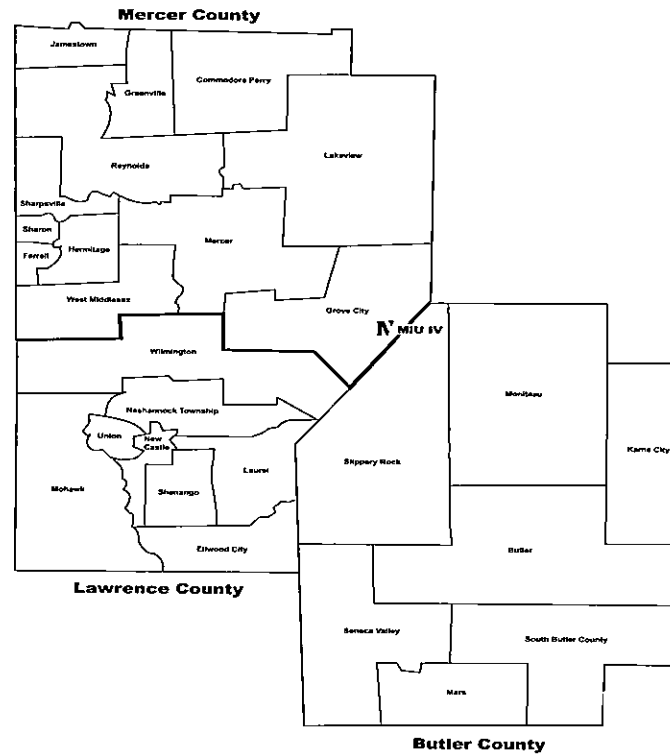 Mercer County
Jamestown
Greenville
Commodore Perry
Lakeview
Reynolds
Sharpsville
Sharon
Farrell
Hermitage
Mercer
West Middlesex
Grove City
MIU IV
Wilmington
Neshannock Township
Union
New
Castle
Mohawk
Shenango
Laurel
Ellwood City
Lawrence County
Slippery Rock
Moniteau
Karns City
Butler
Seneca Valley
South Butler County
Mars
Butler County